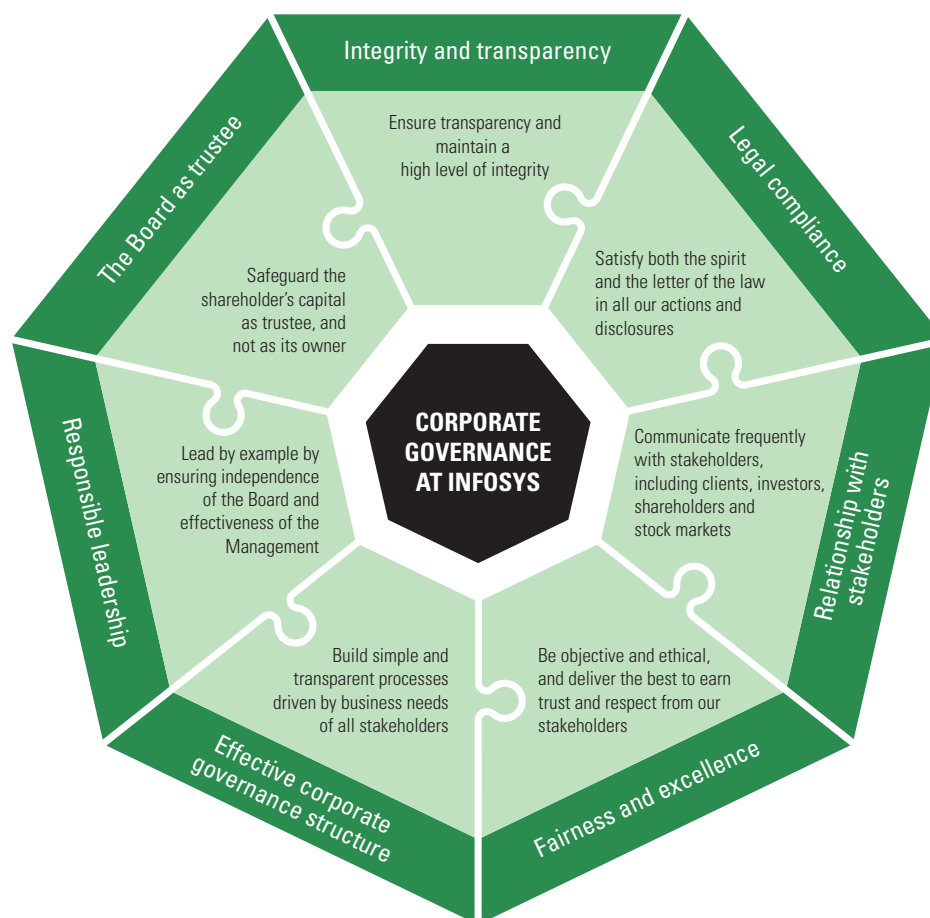 Integrity and transparency
Ensure transparency and
maintain a
high level of integrity
Legal compliance
Satisfy both the spirit
and the letter of the law
in all our actions and
disclosures
Relationship with
stakeholders
Communicate frequently
with stakeholders,
including clients, investors,
shareholders and
stock markets
Fairness and excellence
Be objective and ethical,
and deliver the best to earn
trust and respect from our
stakeholders
Effective corporate
governance structure
Build simple and
transparent processes
driven by business needs
of all stakeholders
Responsible leadership
Lead by example by
ensuring independence
of the Board and
effectiveness of the
Management
The Board as trustee
Safeguard the
shareholder’s capital
as trustee, and
not as its owner
CORPORATE
GOVERNANCE
AT INFOSYS